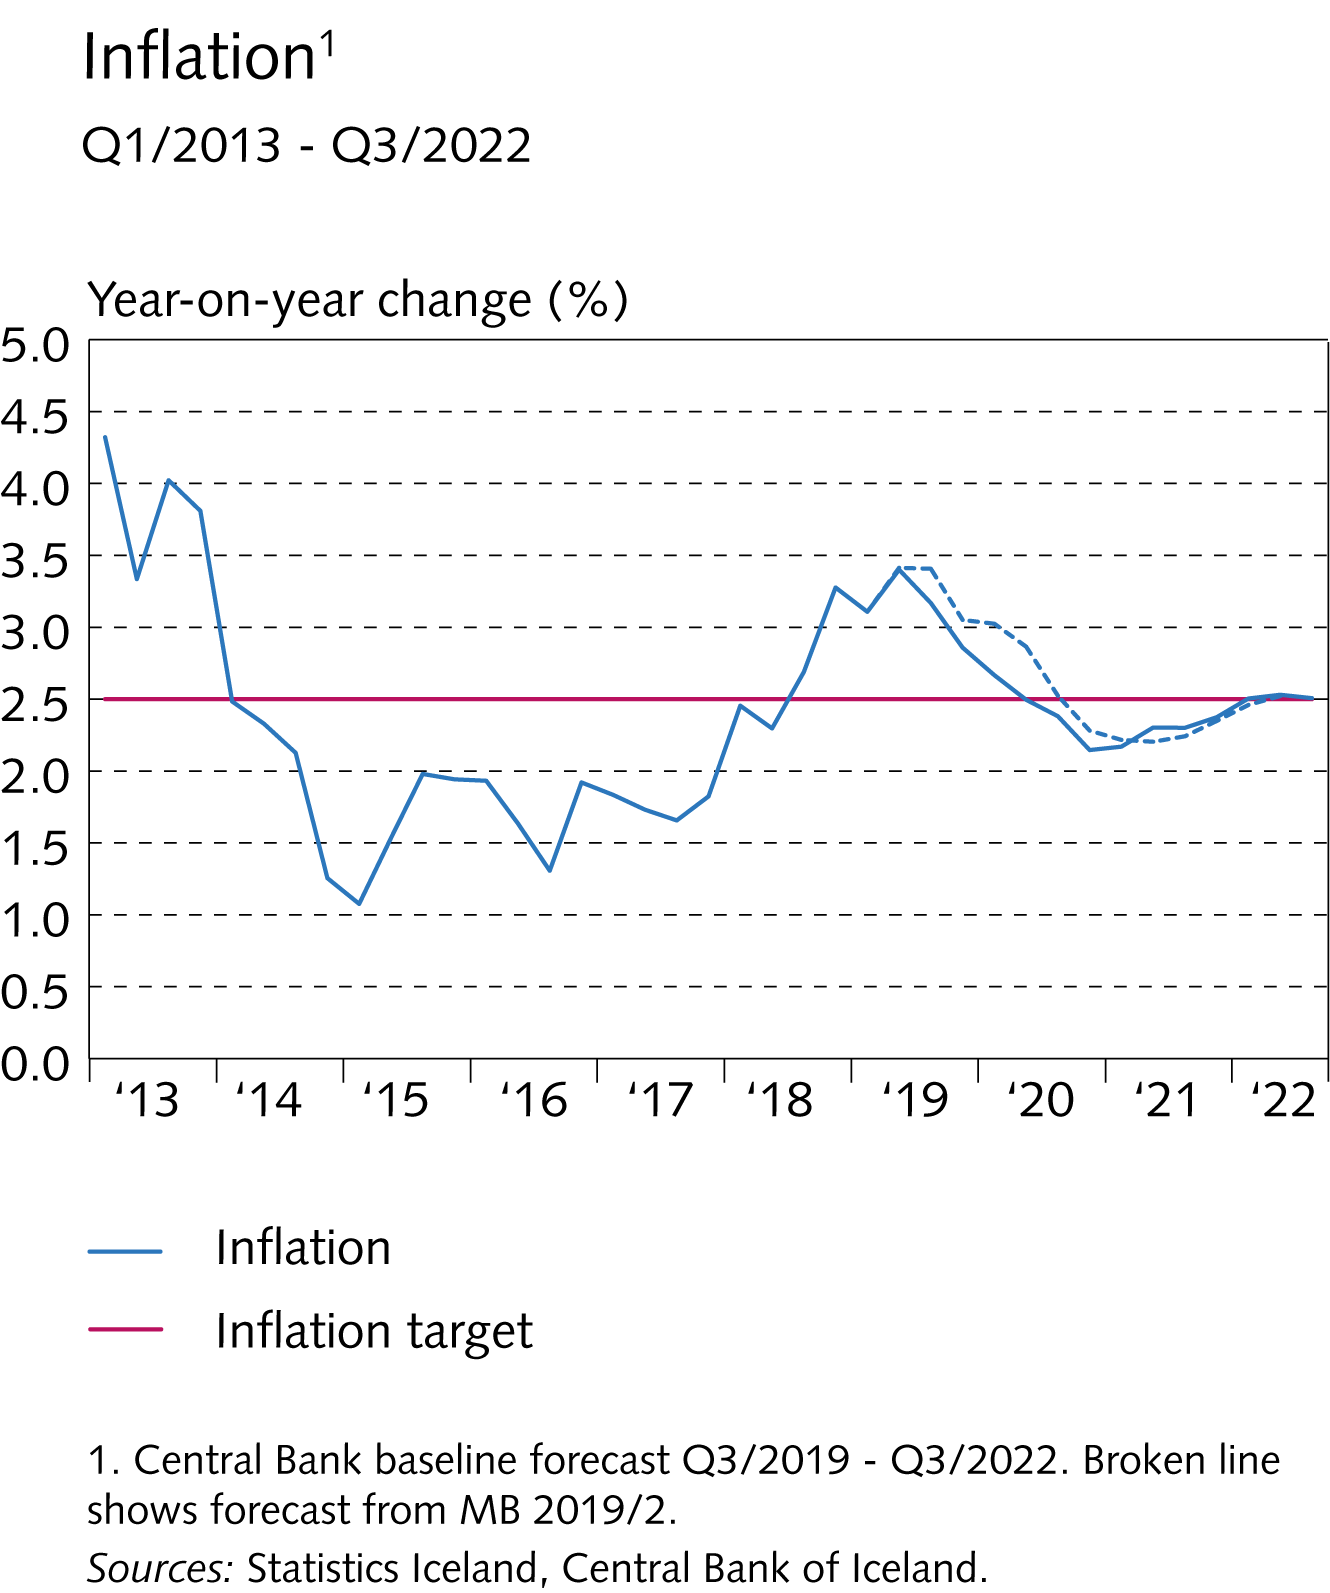 Inflation¹
Q1/2013 - Q3/2022
Year-on-year change (%)
5.0
4.5
4.0
3.5
3.0
2.5
2.0
1.5
1.0
0.5
0.0
‘13 ‘14 ‘15 ‘16 ‘17 ‘18 ‘19 ‘20 ‘21 ‘22
Inflation
Inflation target
1. Central Bank baseline forecast Q3/2019 - Q3/2022. Broken line
shows forecast from MB 2019/2.
Sources: Statistics Iceland, Central Bank of Iceland.